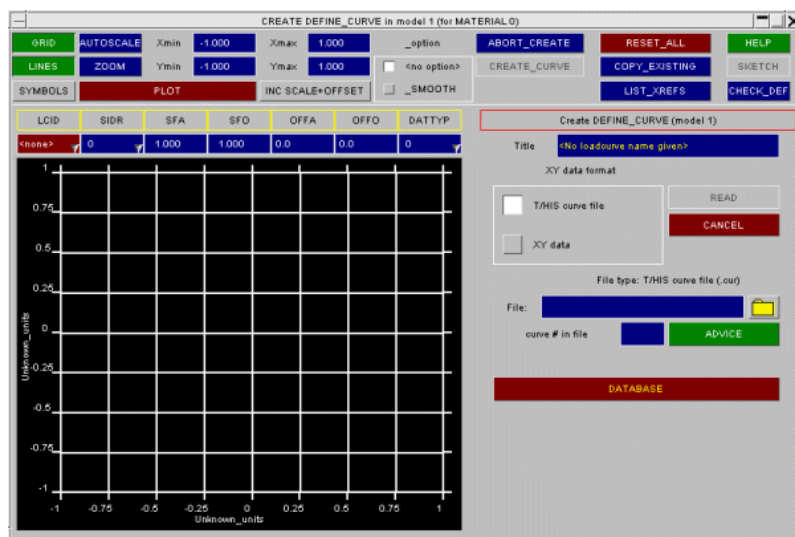 CREATE DEFINE_CURVE in model 1 (for MATERIAL 0)
GRID AUTOSCALE Xmin -1.000 Xmax 1.000 _option ABORT_CREATE RESET_ALL HELP
LINES ZOOM Ymin -1.000 Ymax 1.000 <no option> CREATE_CURVE COPY_EXISTING SKETCH
SYMBOLS PLOT INC SCALE+OFFSET _SMOOTH LIST_XREFS CHECK_DEF
LCID SIDR SFA SFO OFFA OFFO DATTYP
<none> 0 1.000 1.000 0.0 0.0 0
1
0.75
0.5
0.25
0
-0.25
-0.5
-0.75
-1
Unknown_units
-1 -0.75 -0.5 -0.25 0 0.25 0.5 0.75 1
Unknown_units
Create DEFINE_CURVE (model 1)
Title <No loadcurve name given>
XY data format
T/HIS curve file READ
CANCEL
XY data
File type: T/HIS curve file (.cur)
File:
curve # in file ADVICE
DATABASE